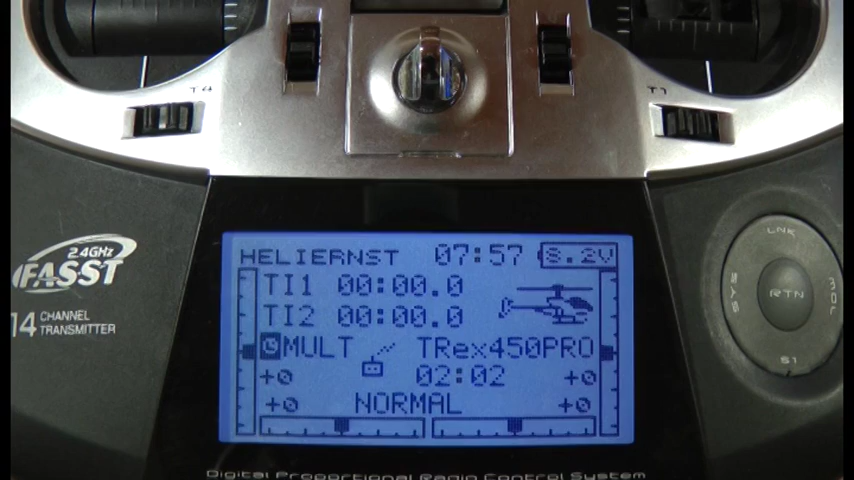 T4
T1
2.4GHz
FASST
14 CHANNEL
TRANSMITTER
HELIERNST 07:57 8.2V
TI1 00:00.0
TI2 00:00.0
MULT TRex450PRO
+0 02:02 +0
+0 NORMAL +0
LNK
SYS RTN MDL
S1
Digital Proportional Radio Control System